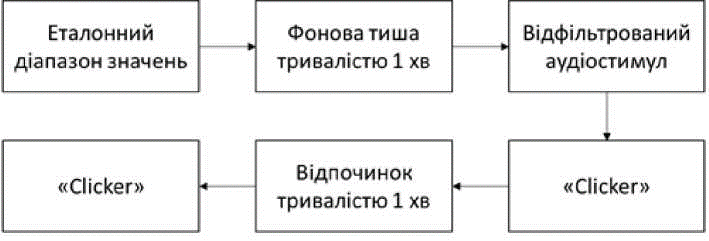 Еталонний
діапазон значень
Фонова тиша
тривалістю 1 хв
Відфільтрований
аудіостимул
«Clicker»
Відпочинок
тривалістю 1 хв
«Clicker»